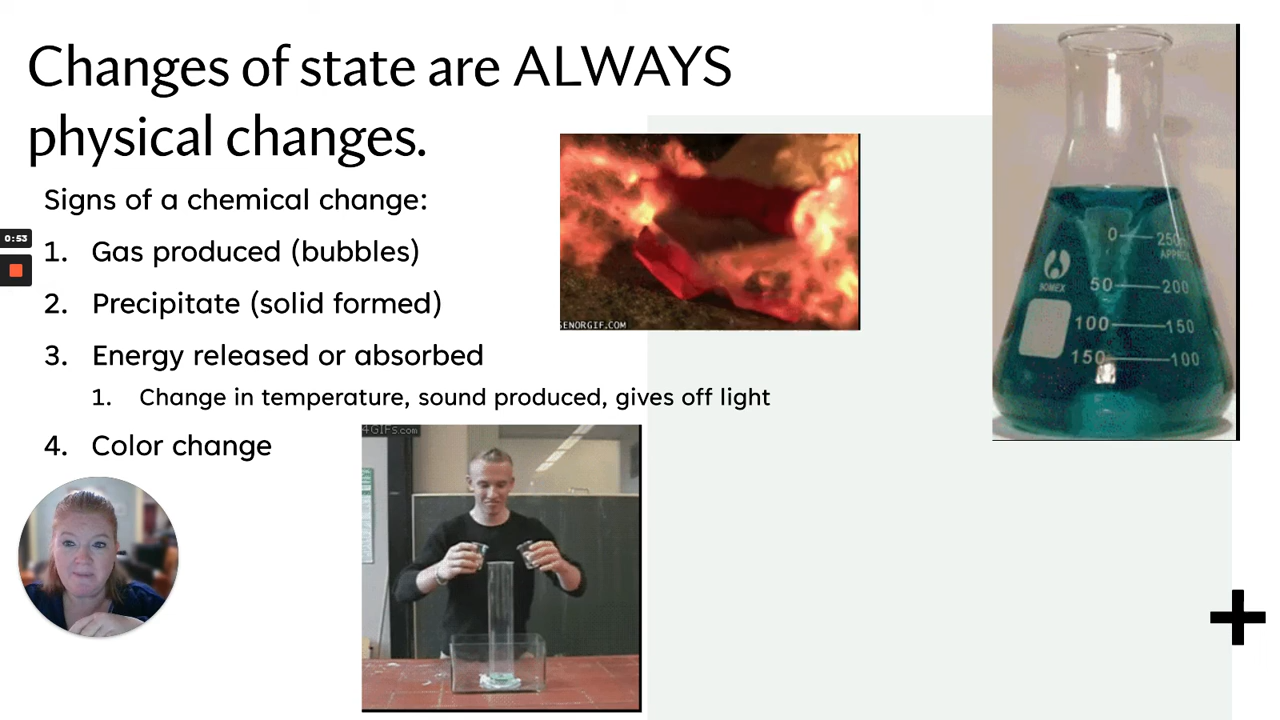 Changes of state are ALWAYS
physical changes.
Signs of a chemical change:
1. Gas produced (bubbles)
2. Precipitate (solid formed)
3. Energy released or absorbed
1. Change in temperature, sound produced, gives off light
4. Color change
0:53
SENORGIF.COM
4GIFS.com
0 250
APPROX
BOMEX
50 200
100 150
150 100